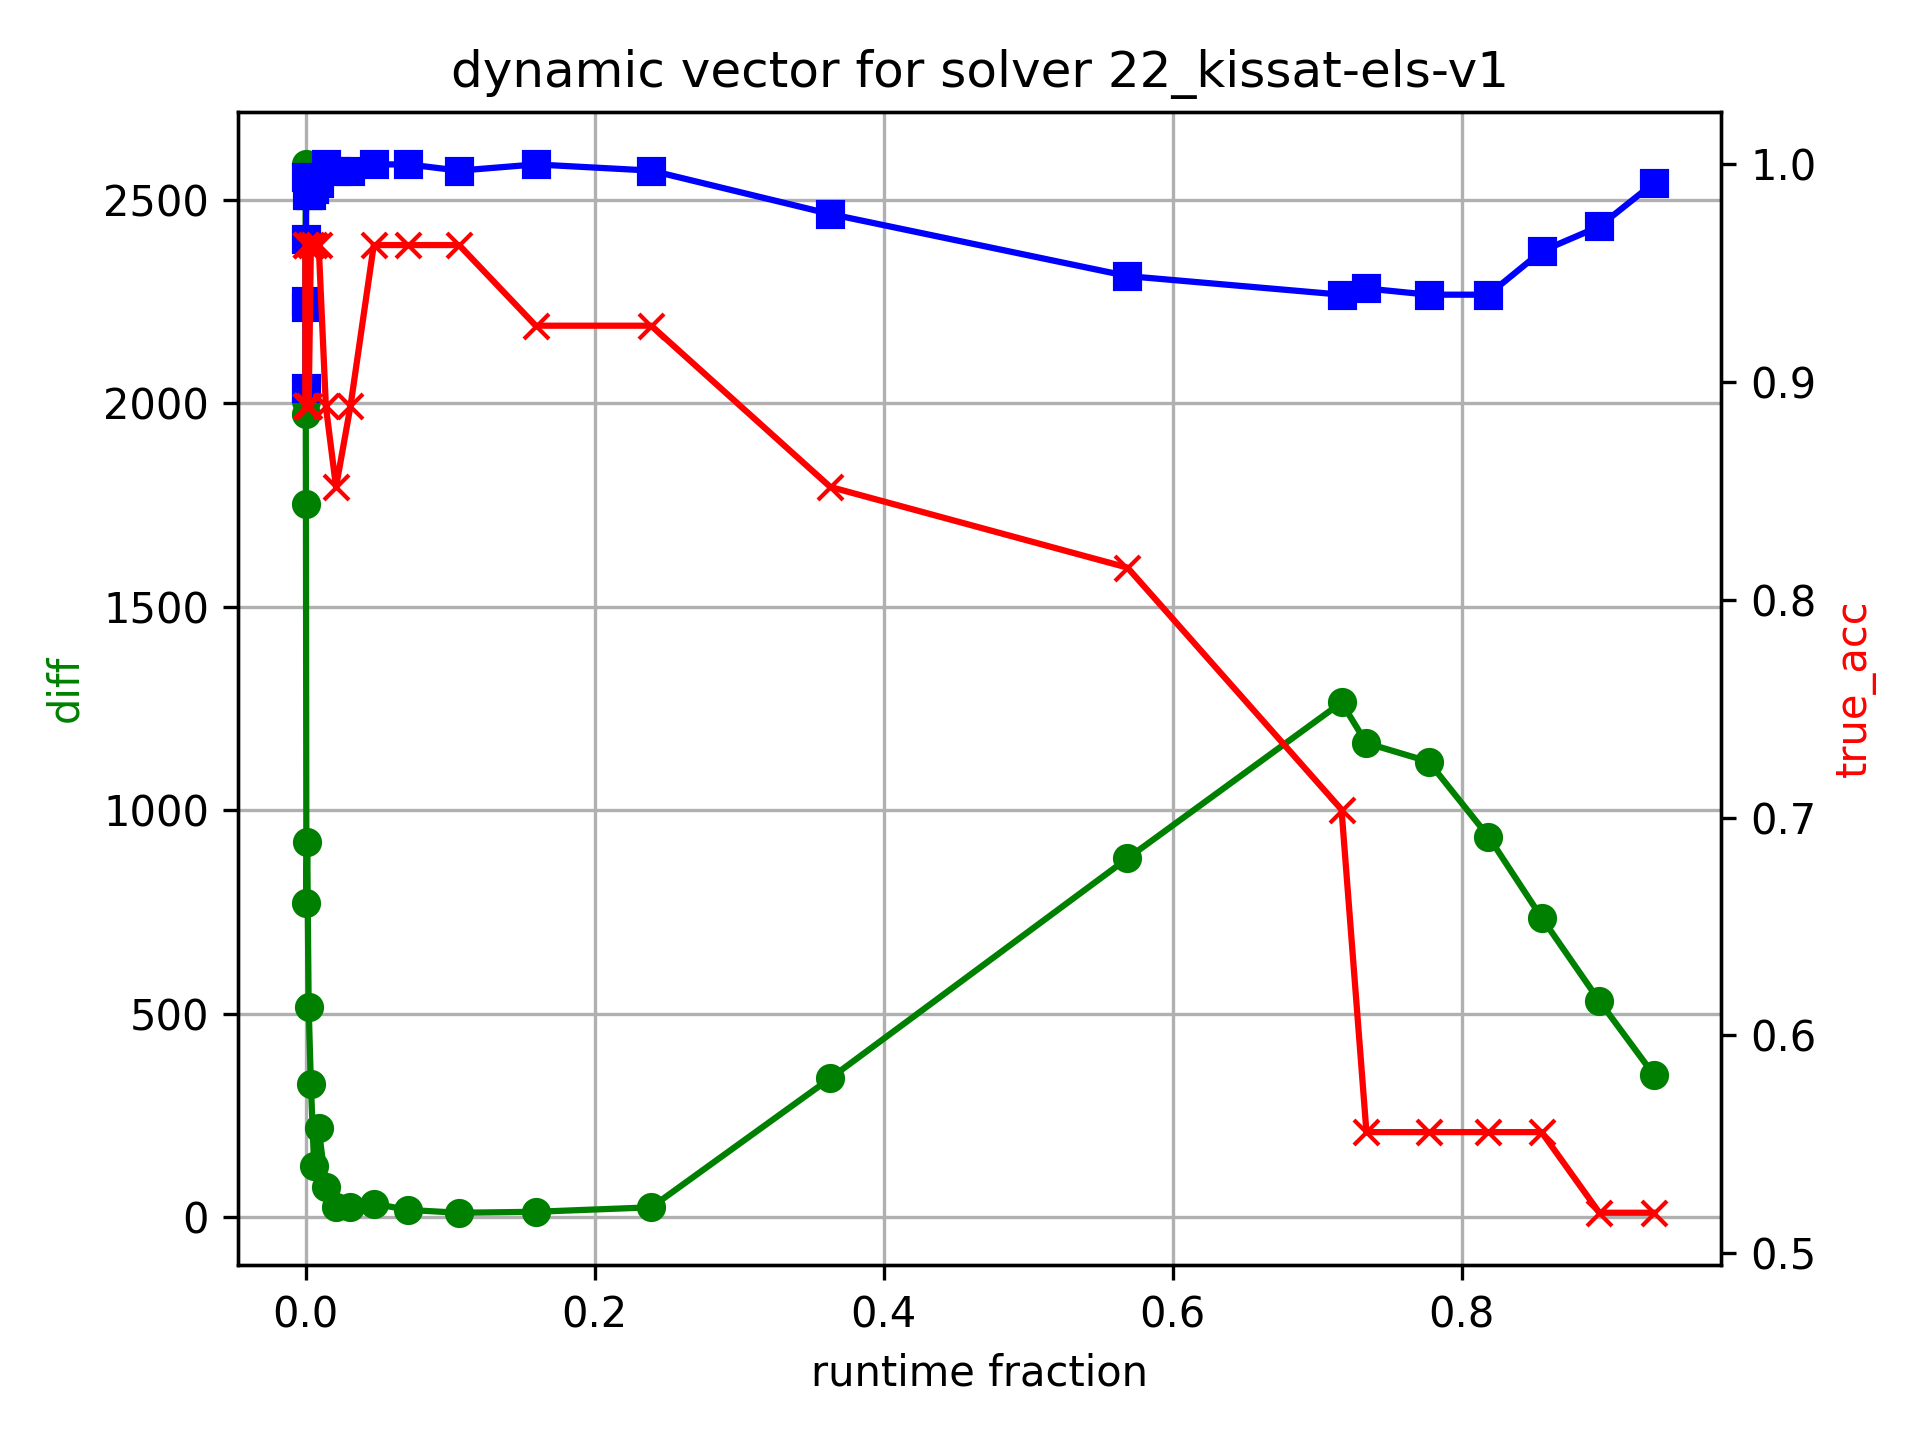 dynamic vector for solver 22_kissat-els-v1
2500
2000
1500
1000
500
0
diff
1.0
0.9
0.8
0.7
0.6
0.5
true_acc
0.0 0.2 0.4 0.6 0.8
runtime fraction